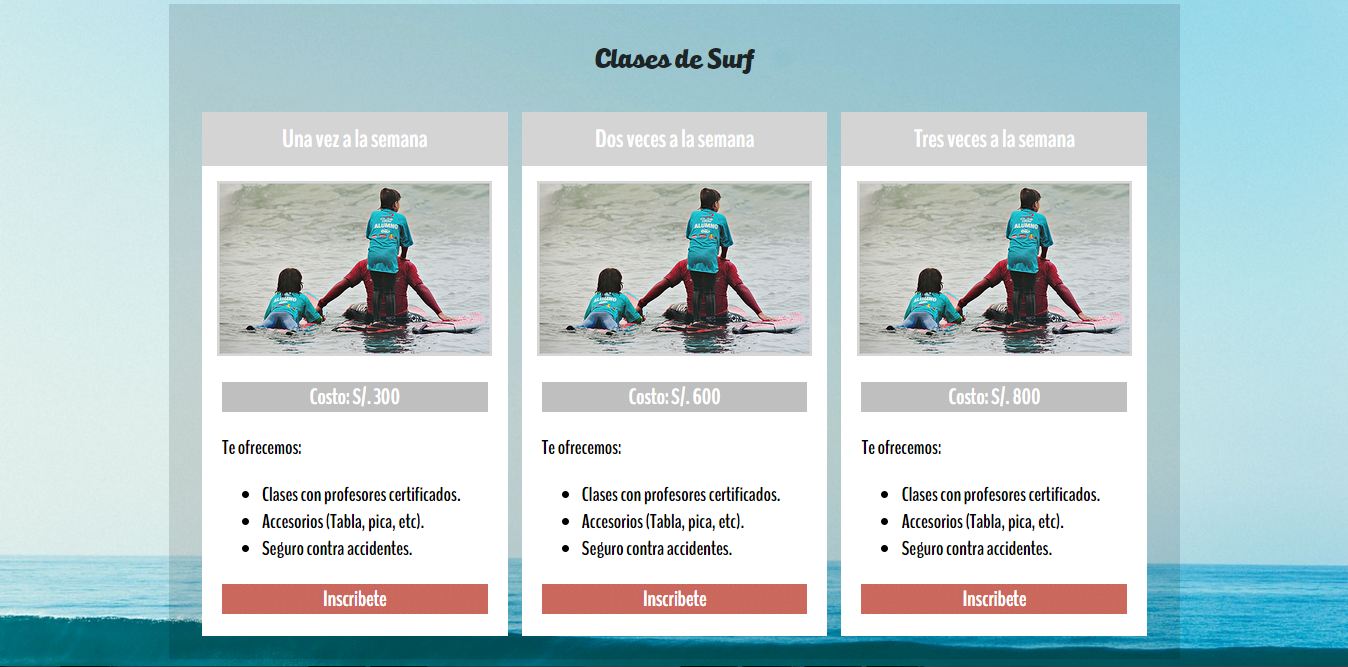 Clases de Surf
Una vez a la semana
ALUMNO
ALUMNO
Costo: S/. 300
Te ofrecemos:
Clases con profesores certificados.
Accesorios (Tabla, pica, etc).
Seguro contra accidentes.
Inscribete
Dos veces a la semana
ALUMNO
ALUMNO
Costo: S/. 600
Te ofrecemos:
Clases con profesores certificados.
Accesorios (Tabla, pica, etc).
Seguro contra accidentes.
Inscribete
Tres veces a la semana
ALUMNO
ALUMNO
Costo: S/. 800
Te ofrecemos:
Clases con profesores certificados.
Accesorios (Tabla, pica, etc).
Seguro contra accidentes.
Inscribete